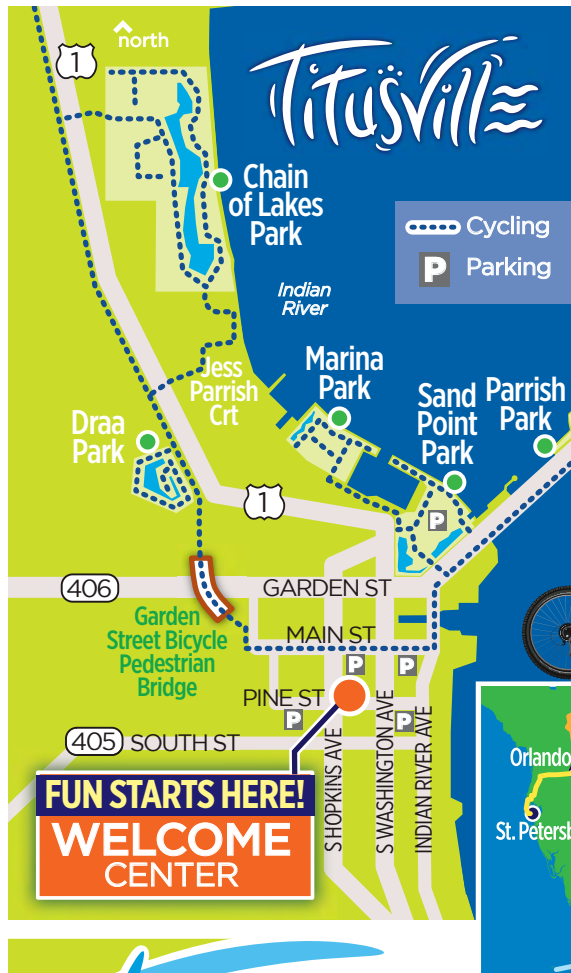 north
1
Titusville
Chain
of Lakes
Park
Cycling
P Parking
Indian
River
Jess
Parrish
Crt
Marina
Park
Sand
Point
Park
Parrish
Park
Draa
Park
1
P
406
GARDEN ST
Garden
Street Bicycle
Pedestrian
Bridge
MAIN ST
P
P
PINE ST
P
P
405 SOUTH ST
S HOPKINS AVE
S WASHINGTON AVE
INDIAN RIVER AVE
FUN STARTS HERE!
WELCOME
CENTER
Orlando
St. Petersb